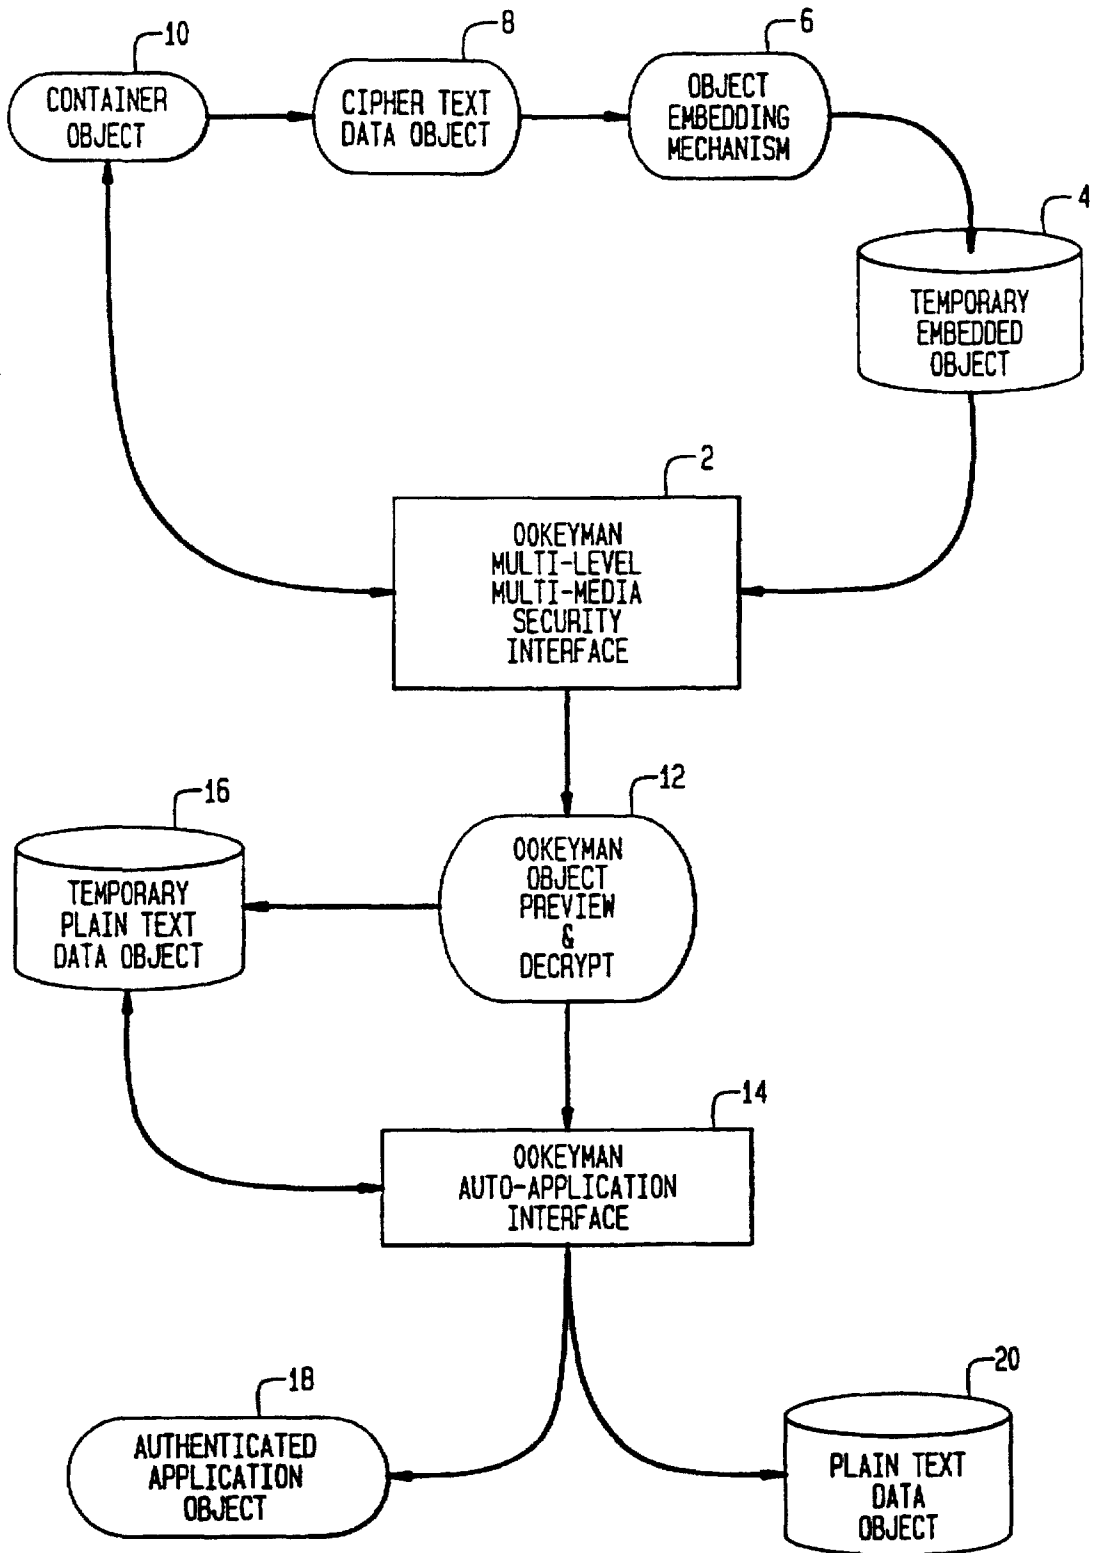 10
CONTAINER
OBJECT
8
CIPHER TEXT
DATA OBJECT
6
OBJECT
EMBEDDING
MECHANISM
4
TEMPORARY
EMBEDDED
OBJECT
2
OOKEYMAN
MULTI-LEVEL
MULTI-MEDIA
SECURITY
INTERFACE
12
OOKEYMAN
OBJECT
PREVIEW
&
DECRYPT
16
TEMPORARY
PLAIN TEXT
DATA OBJECT
14
OOKEYMAN
AUTO-APPLICATION
INTERFACE
18
AUTHENTICATED
APPLICATION
OBJECT
20
PLAIN TEXT
DATA
OBJECT